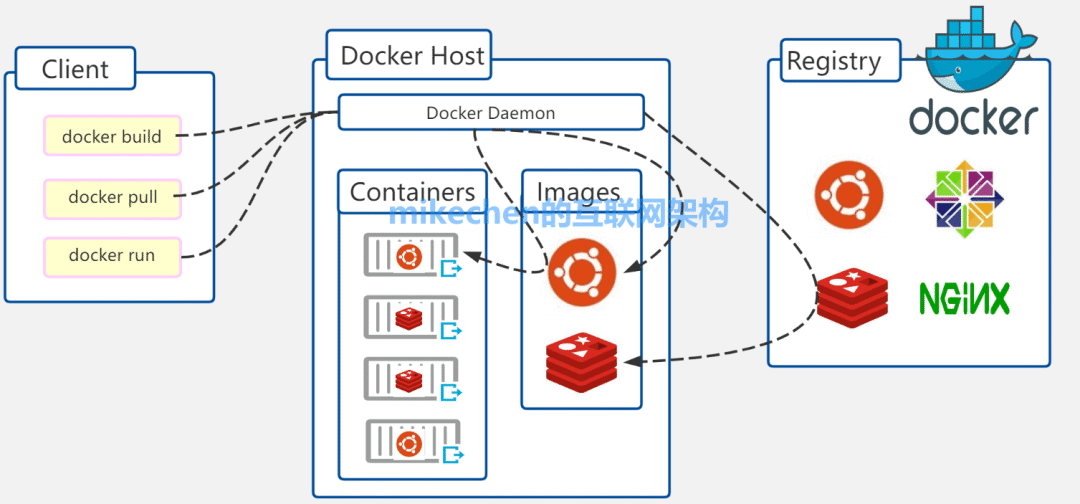 Client
docker build
docker pull
docker run
Docker Host
Docker Daemon
Containers
Images
mikechen的互联网架构
Registry
docker
NGiNX